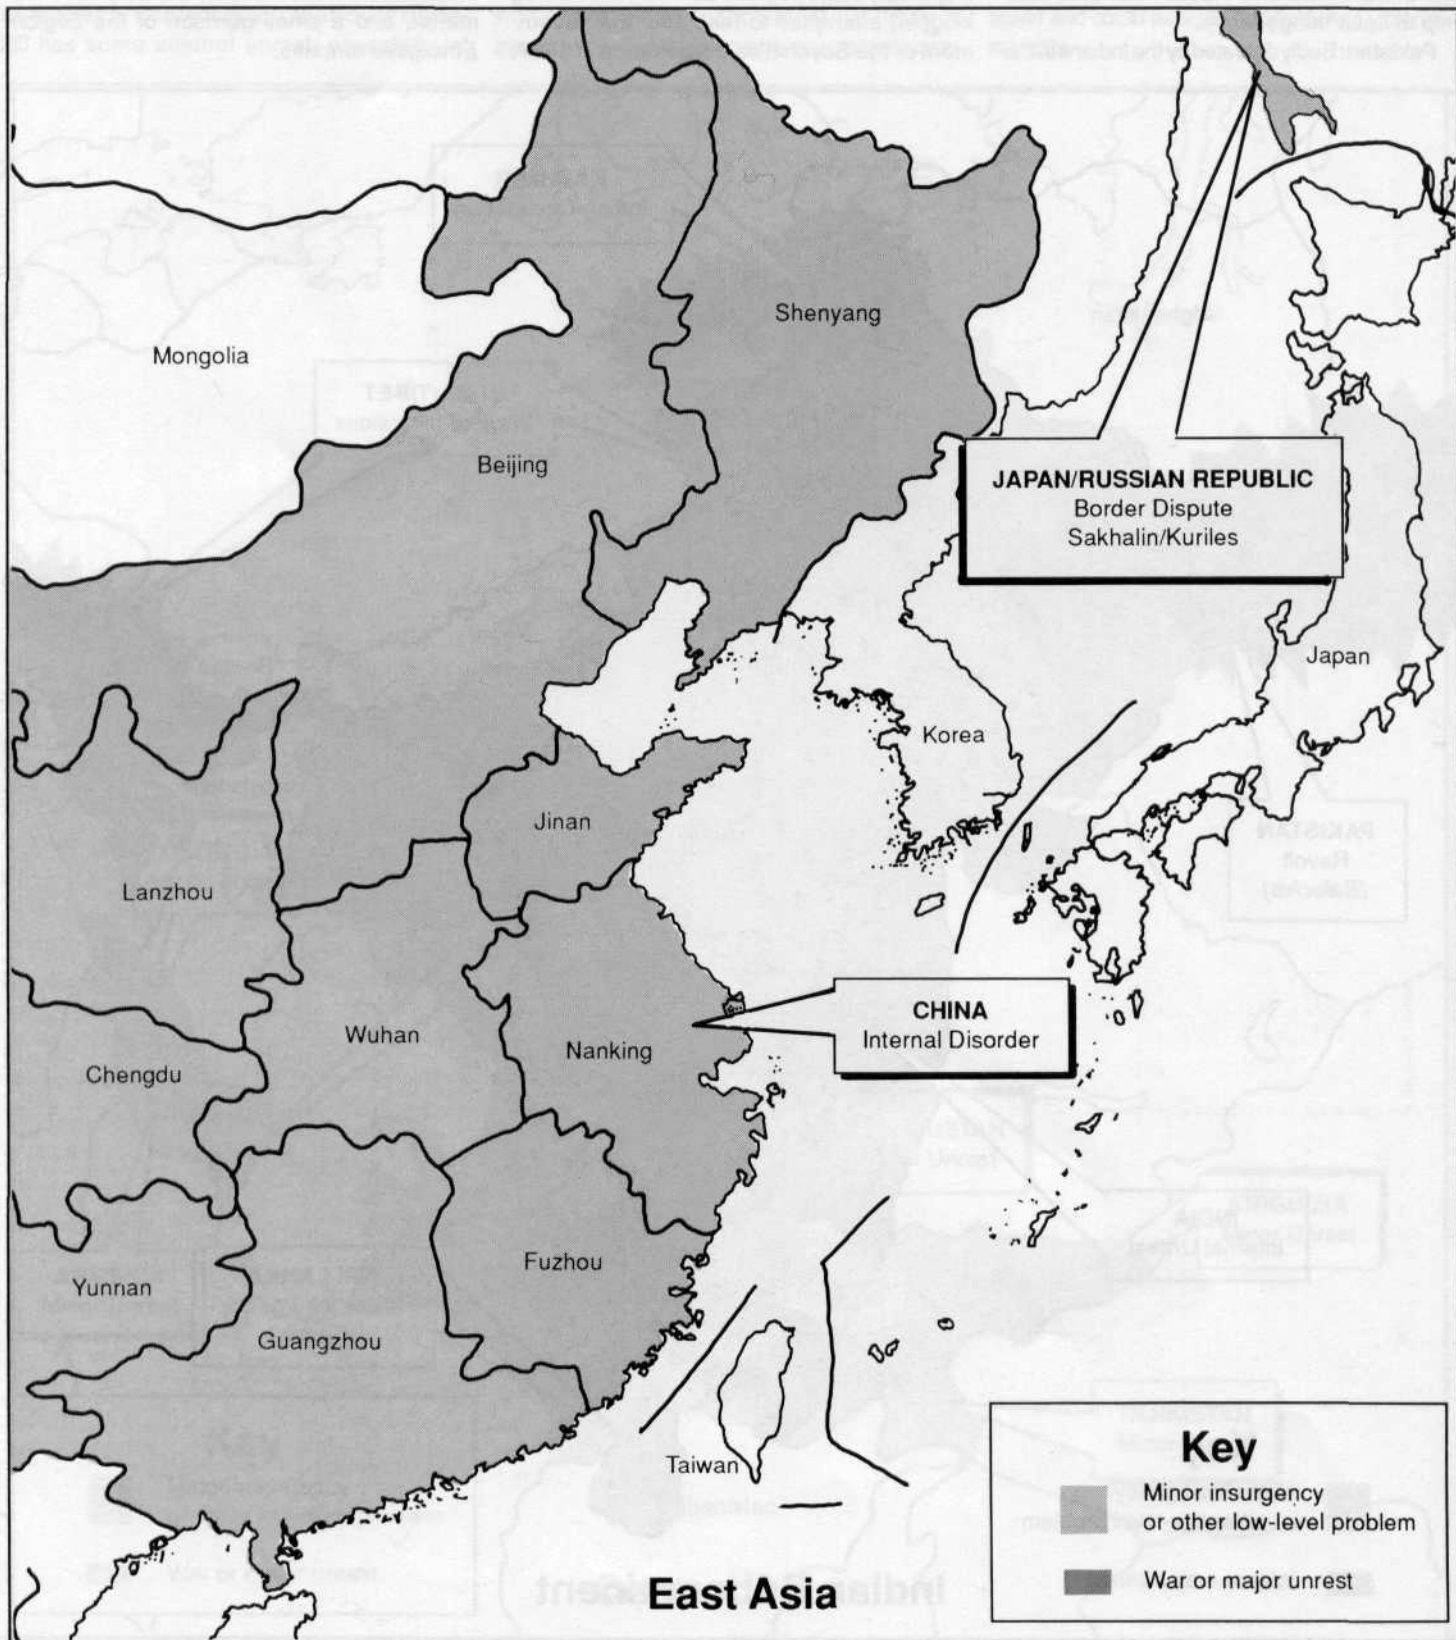 Shenyang
Mongolia
Beijing
JAPAN/RUSSIAN REPUBLIC
Border Dispute
Sakhalin/Kuriles
Japan
Korea
Jinan
Lanzhou
CHINA
Internal Disorder
Wuhan
Nanking
Chengdu
Fuzhou
Yunnan
Guangzhou
Taiwan
Key
Minor insurgency
or other low-level problem
War or major unrest
East Asia